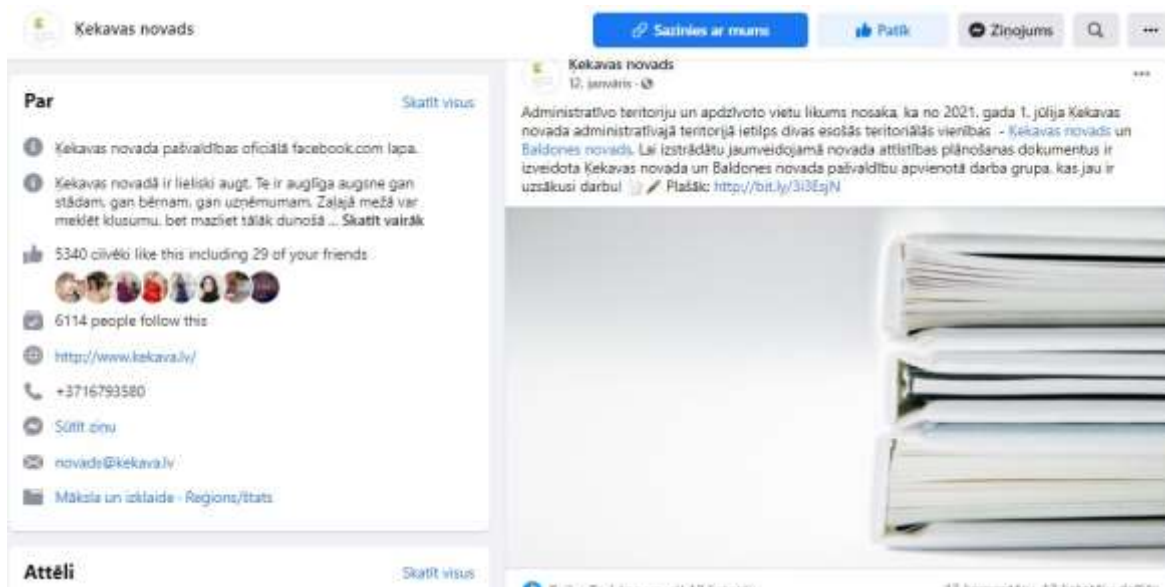 Ķekavas novads
Sazinies ar mums
Patīk
Ziņojums
Par
Skatīt visus
Ķekavas novada pašvaldības oficiālā facebook.com lapa.
Ķekavas novadā ir lieliski augt. Te ir auglīga augsne gan
stādam, gan bērnam, gan uzņēmumam. Zaļajā mežā var
meklēt klusumu, bet mazliet tālāk dunošā ... Skatīt vairāk
5340 cilvēki like this including 29 of your friends
6114 people follow this
http://www.kekava.lv/
+3716793580
Sūtīt ziņu
novads@kekava.lv
Māksla un izklaide · Reģions/štats
Attēli
Skatīt visus
Ķekavas novads
12. janvāris
Administratīvo teritoriju un apdzīvoto vietu likums nosaka, ka no 2021. gada 1. jūlija Ķekavas
novada administratīvajā teritorijā ietilps divas esošās teritoriālās vienības - Ķekavas novads un
Baldones novads. Lai izstrādātu jaunveidojamā novada attīstības plānošanas dokumentus ir
izveidota Ķekavas novada un Baldones novada pašvaldību apvienotā darba grupa, kas jau ir
uzsākusi darbu! Plašāk: http://bit.ly/3i3EsjN